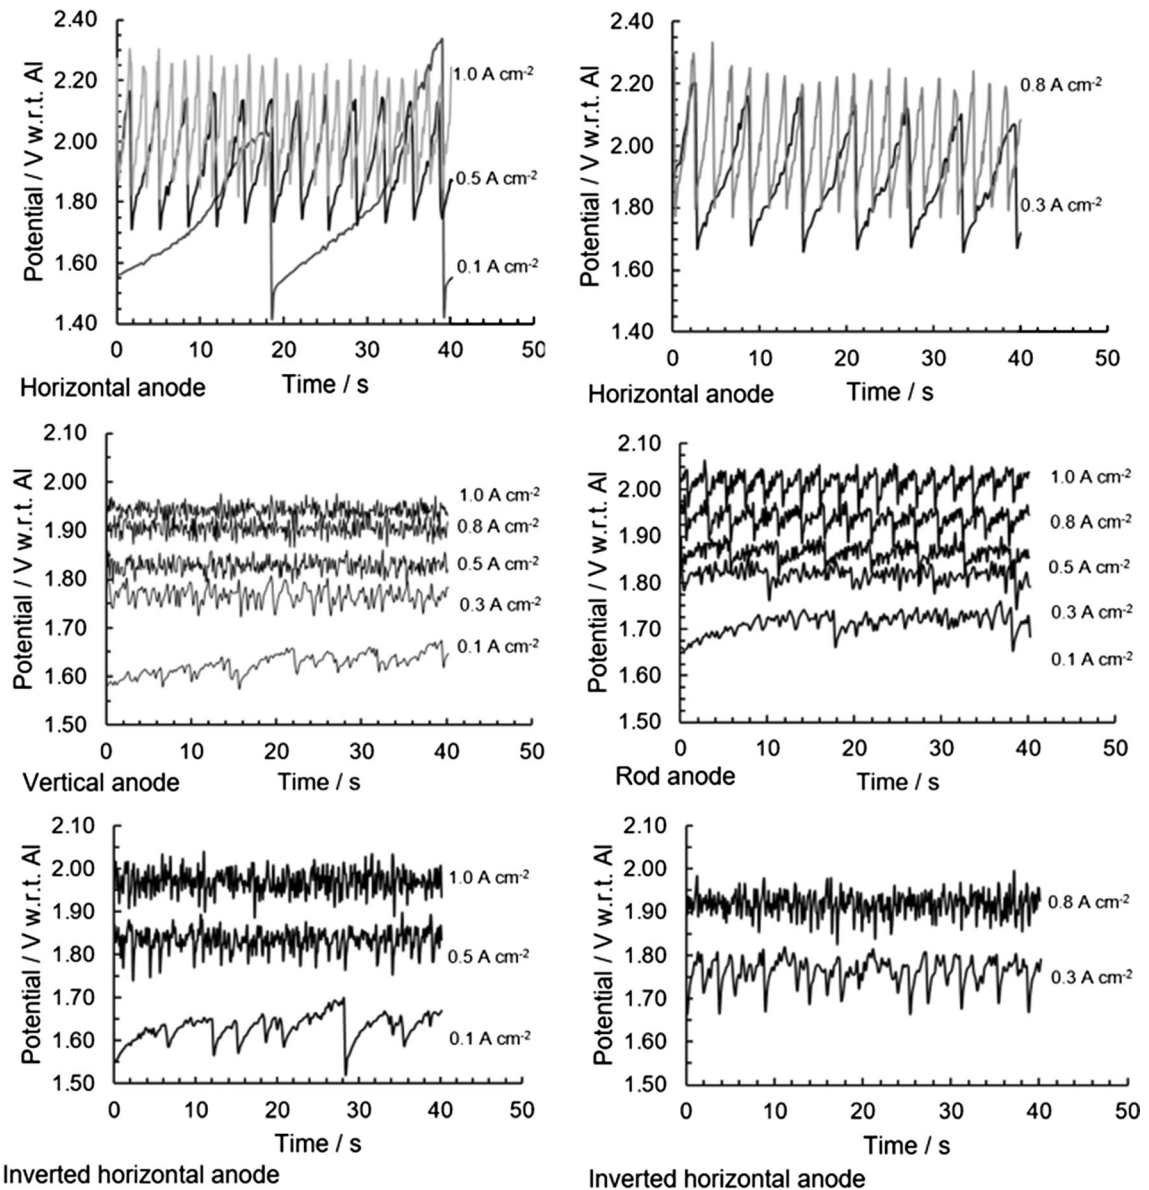 2.40
2.20
2.00
1.80
1.60
1.40
Potential / V w.r.t. Al
1.0 A cm-2
0.5 A cm-2
0.1 A cm-2
0 10 20 30 40 50
Time / s
Horizontal anode
2.40
2.20
2.00
1.80
1.60
1.40
Potential / V w.r.t. Al
0.8 A cm-2
0.3 A cm-2
0 10 20 30 40 50
Time / s
Horizontal anode
2.10
2.00
1.90
1.80
1.70
1.60
1.50
Potential / V w.r.t. Al
1.0 A cm-2
0.8 A cm-2
0.5 A cm-2
0.3 A cm-2
0.1 A cm-2
0 10 20 30 40 50
Time / s
Vertical anode
2.10
2.00
1.90
1.80
1.70
1.60
1.50
Potential / V w.r.t. Al
1.0 A cm-2
0.8 A cm-2
0.5 A cm-2
0.3 A cm-2
0.1 A cm-2
0 10 20 30 40 50
Time / s
Rod anode
2.10
2.00
1.90
1.80
1.70
1.60
1.50
Potential / V w.r.t. Al
1.0 A cm-2
0.5 A cm-2
0.1 A cm-2
0 10 20 30 40 50
Time / s
Inverted horizontal anode
2.10
2.00
1.90
1.80
1.70
1.60
1.50
Potential / V w.r.t. Al
0.8 A cm-2
0.3 A cm-2
0 10 20 30 40 50
Time / s
Inverted horizontal anode